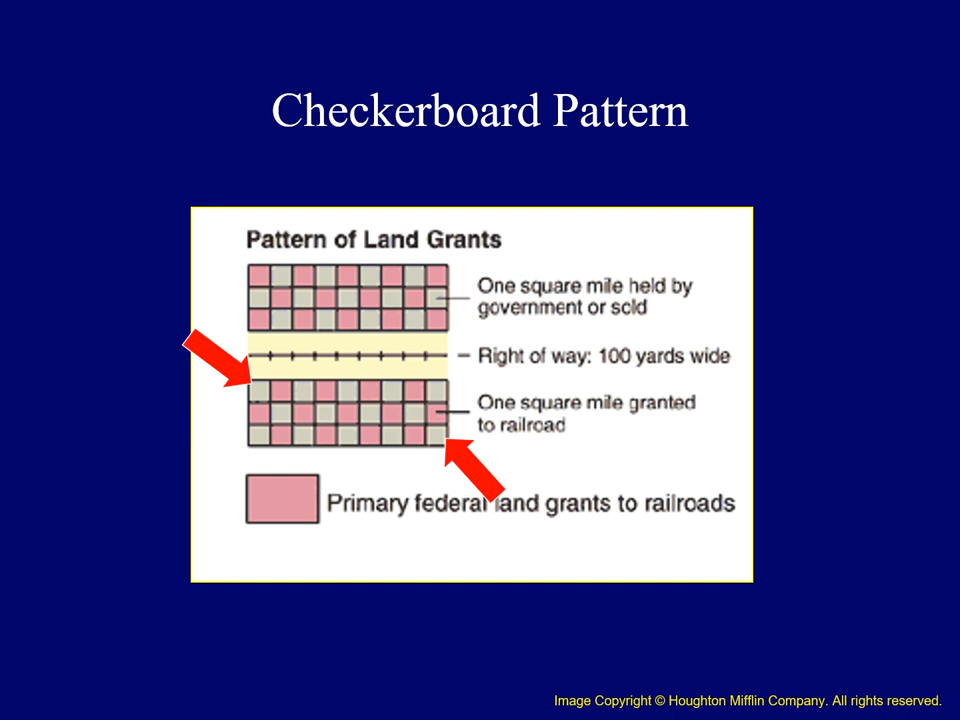 Checkerboard Pattern
Pattern of Land Grants
One square mile held by
government or sold
Right of way: 100 yards wide
One square mile granted
to railroad
Primary federal land grants to railroads
Image Copyright © Houghton Mifflin Company. All rights reserved.